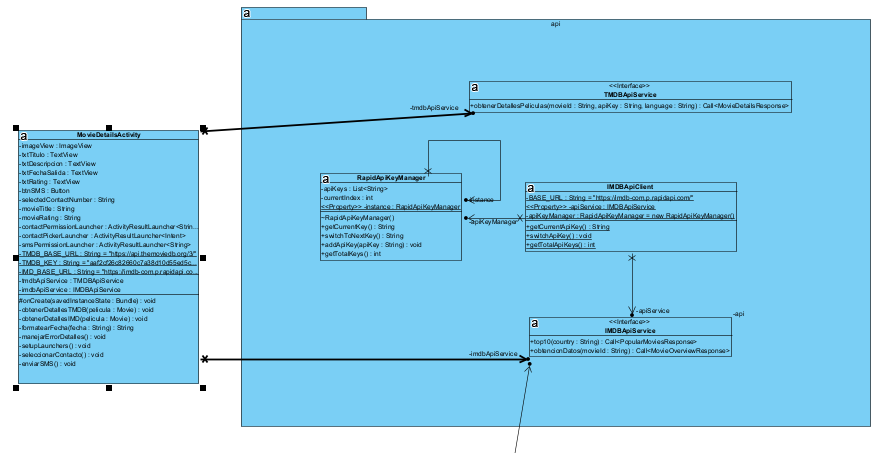 a
api
a
<<Interface>>
TMDBApiService
+obtenerDetallesPeliculas(movieId : String, apiKey : String, language : String) : Call<MovieDetailsResponse>
-tmdbApiService
a
MovieDetailsActivity
-imageView : ImageView
-txtTitulo : TextView
-txtDescripcion : TextView
-txtFechaSalida : TextView
-txtRating : TextView
-btnSMS : Button
-selectedContactNumber : String
-movieTitle : String
-movieRating : String
-contactPermissionLauncher : ActivityResultLauncher<Strin...
-contactPickerLauncher : ActivityResultLauncher<Intent>
-smsPermissionLauncher : ActivityResultLauncher<String>
-TMDB_BASE_URL : String = "https://api.themoviedb.org/3/"
-TMDB_KEY : String =
-IMD_BASE_URL : String = "https://imdb-com.p.rapidapi.co...
-tmdbApiService : TMDBApiService
-imdbApiService : IMDBApiService
#onCreate(savedInstanceState : Bundle) : void
-obtenerDetallesTMDB(pelicula : Movie) : void
-obtenerDetallesIMD(pelicula : Movie) : void
-formatearFecha(fecha : String) : String
-manejarErrorDetalles() : void
-setupLaunchers() : void
-seleccionarContacto() : void
-enviarSMS() : void
a
RapidApiKeyManager
-apiKeys : List<String>
-currentIndex : int
<<Property>> -instance : RapidApiKeyManager
-RapidApiKeyManager()
+getCurrentKey() : String
+switchToNextKey() : String
+addApiKey(apiKey : String) : void
+getTotalKeys() : int
-instance
-apiKeyManager
a
IMDBApiClient
-BASE_URL : String = "https://imdb-com.p.rapidapi.com/"
<<Property>> -apiService : IMDBApiService
-apiKeyManager : RapidApiKeyManager = new RapidApiKeyManager()
+getCurrentApiKey() : String
+switchApiKey() : void
+getTotalApiKeys() : int
-apiService
-api
a
<<Interface>>
IMDBApiService
+top10(country : String) : Call<PopularMoviesResponse>
+obtencionDatos(movieId : String) : Call<MovieOverviewResponse>
-imdbApiService